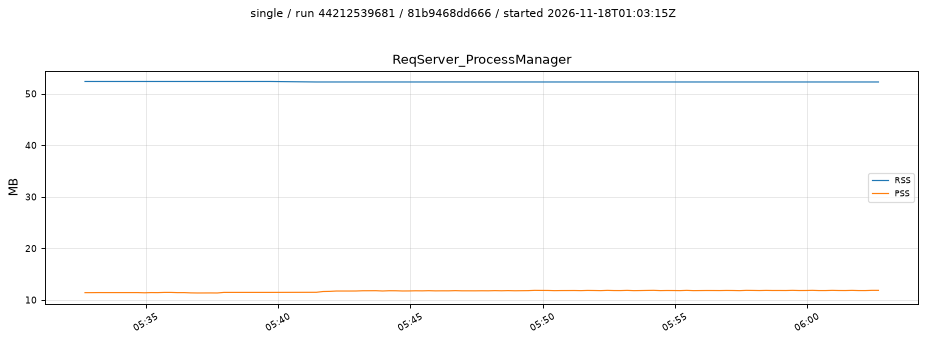 single / run 44212539681 / 81b9468dd666 / started 2026-11-18T01:03:15Z
ReqServer_ProcessManager
MB
50
40
30
20
10
RSS
PSS
05:35
05:40
05:45
05:50
05:55
06:00